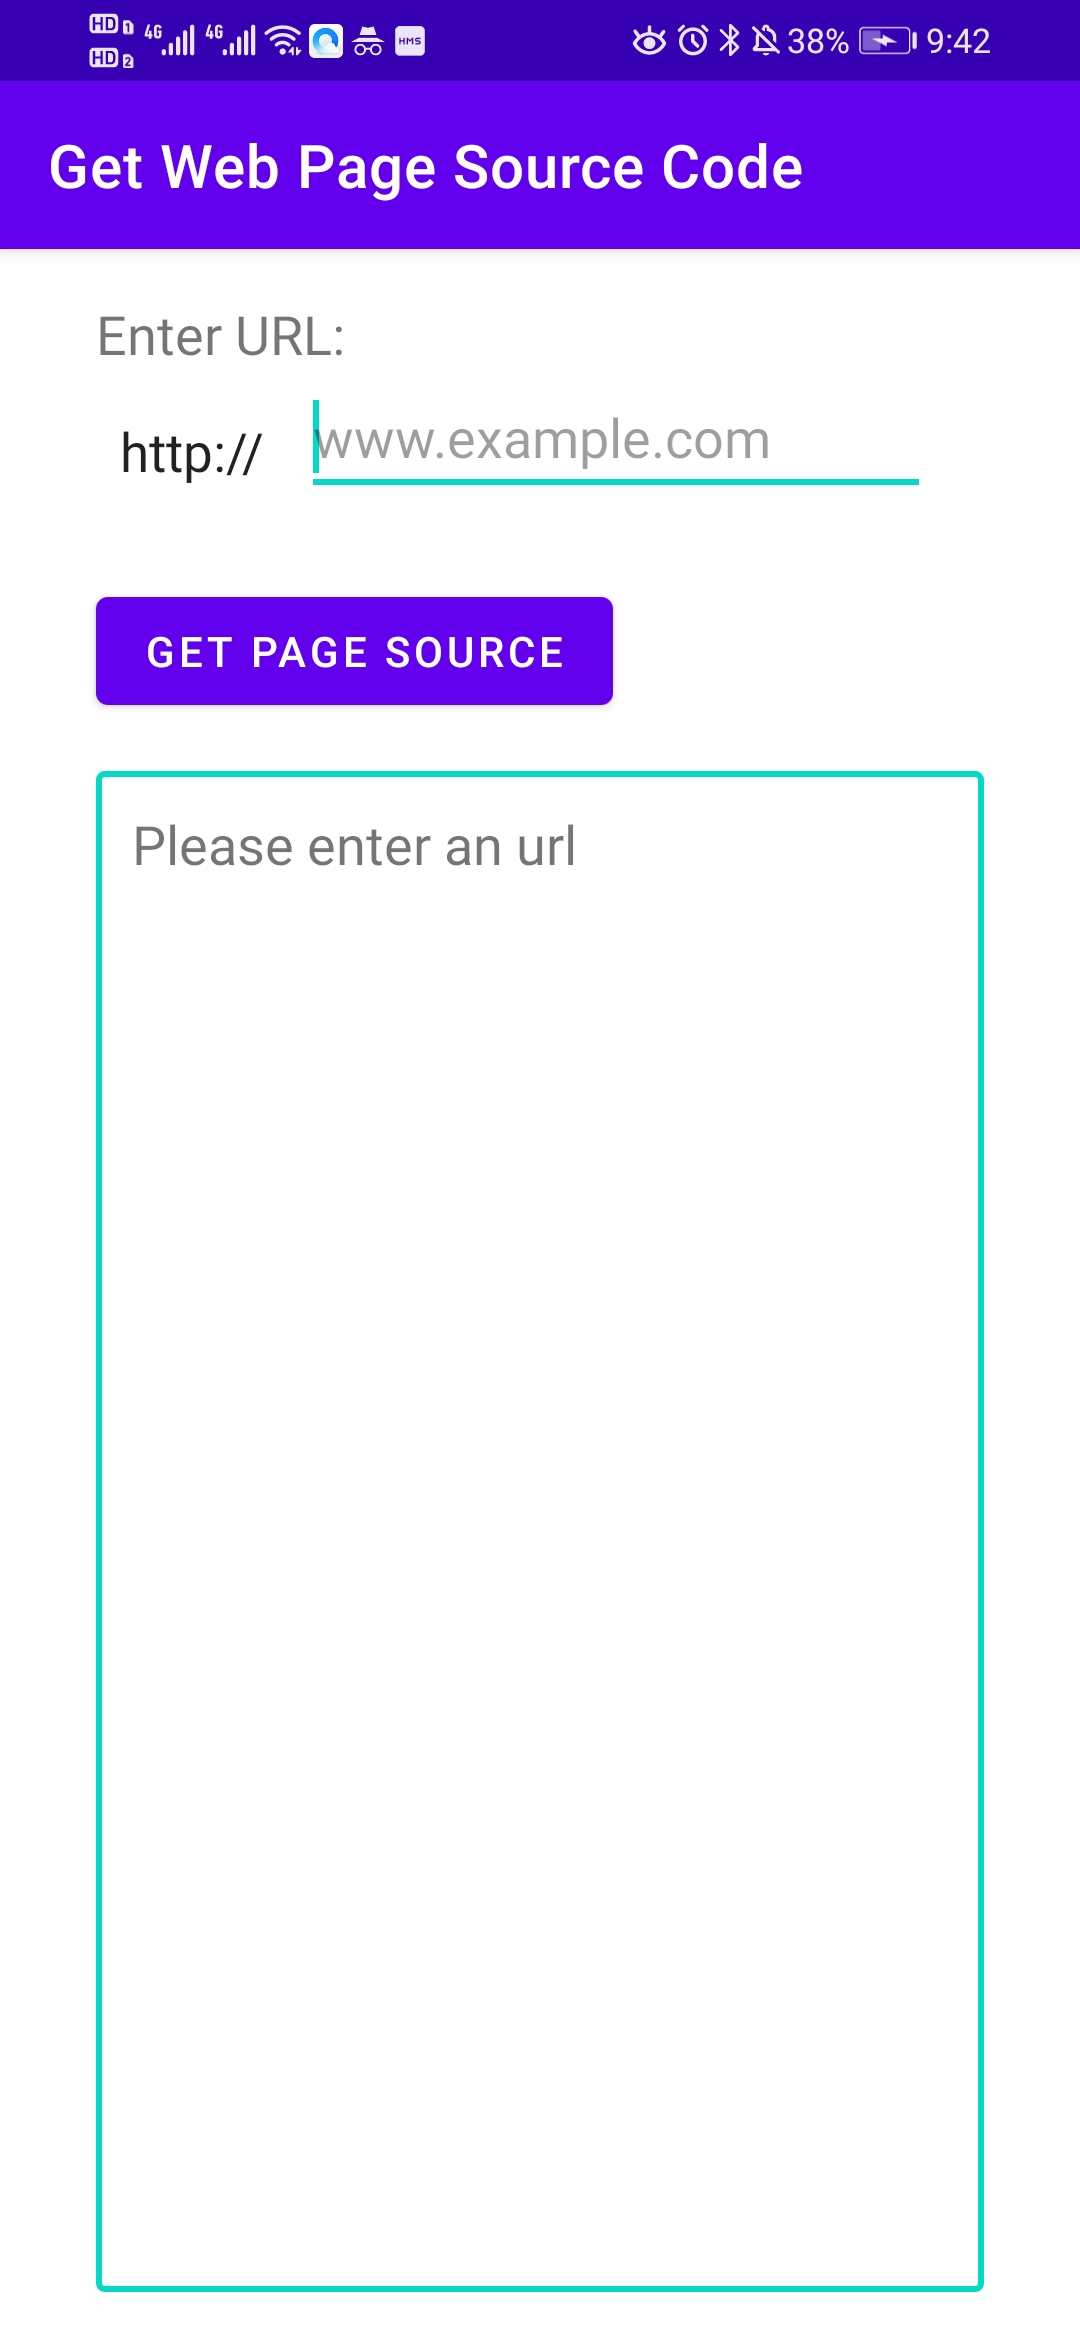 HD 1 4G 4G HMS 38% 9:42
HD 2
Get Web Page Source Code
Enter URL:
http:// www.example.com
GET PAGE SOURCE
Please enter an url